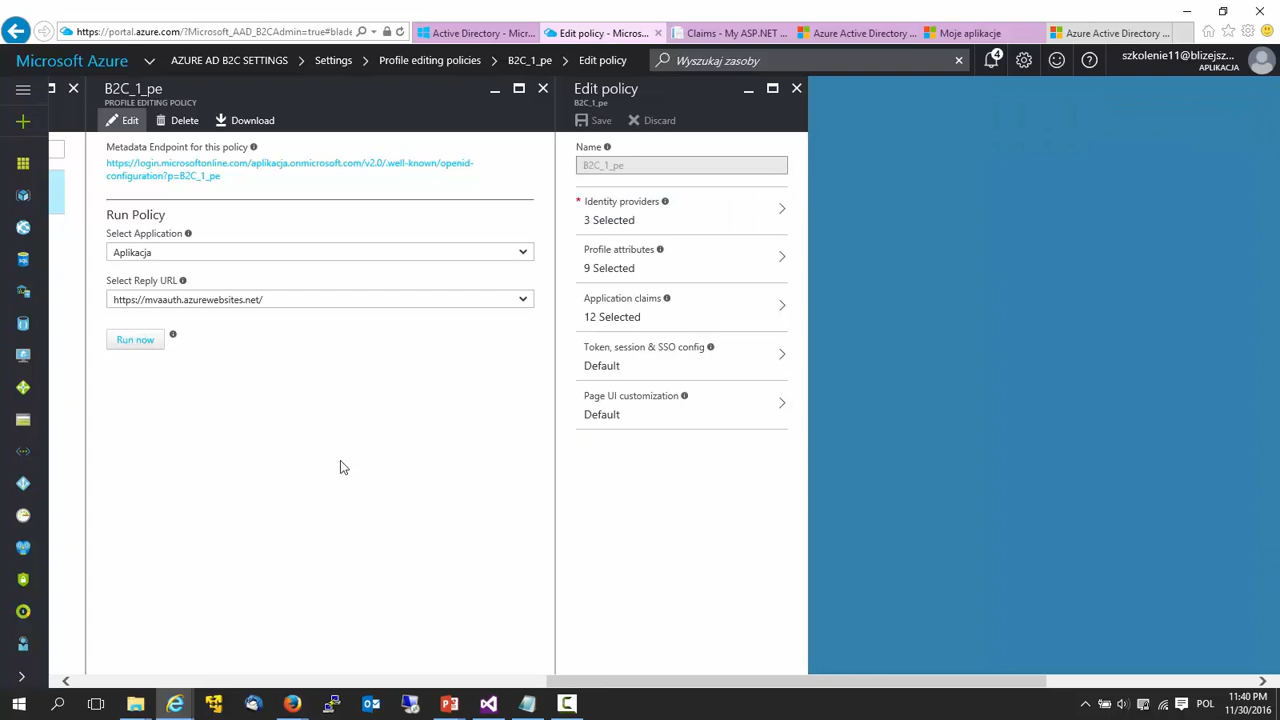 https://portal.azure.com/?Microsoft_AAD_B2CAdmin=true#blade
Active Directory - Micr...
Edit policy - Microso...
Claims - My ASP.NET ...
Azure Active Directory ...
Moje aplikacje
Azure Active Directory ...
Microsoft Azure
AZURE AD B2C SETTINGS
Settings
Profile editing policies
B2C_1_pe
Edit policy
Wyszukaj zasoby
4
szkolenie11@blizejsz...
APLIKACJA
B2C_1_pe
PROFILE EDITING POLICY
Edit
Delete
Download
Metadata Endpoint for this policy
https://login.microsoftonline.com/aplikacja.onmicrosoft.com/v2.0/.well-known/openid-
configuration?p=B2C_1_pe
Run Policy
Select Application
Aplikacja
Select Reply URL
https://mvaauth.azurewebsites.net/
Run now
Edit policy
B2C_1_pe
Save
Discard
Name
B2C_1_pe
* Identity providers
3 Selected
Profile attributes
9 Selected
Application claims
12 Selected
Token, session & SSO config
Default
Page UI customization
Default
POL
11:40 PM
11/30/2016